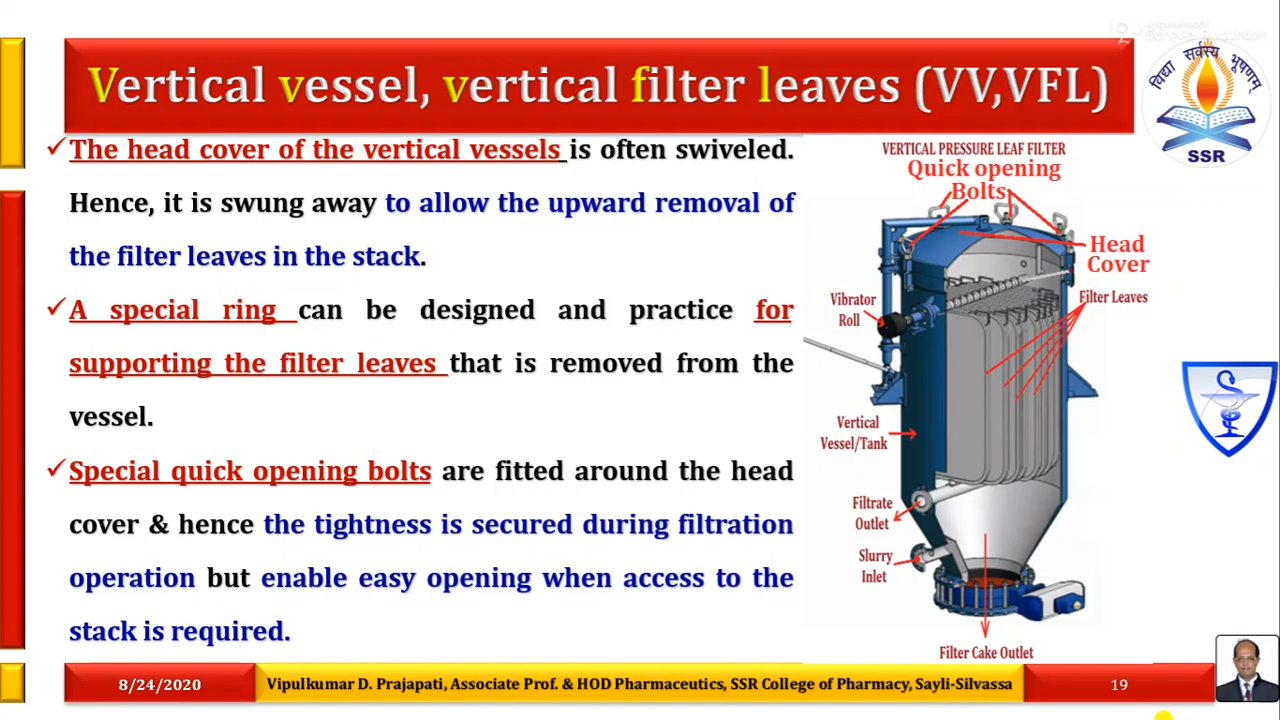 Vertical vessel, vertical filter leaves (VV,VFL)
विद्या सर्वस्य भूषणम्
SSR
✓The head cover of the vertical vessels is often swiveled.
Hence, it is swung away to allow the upward removal of
the filter leaves in the stack.
✓A special ring can be designed and practice for
supporting the filter leaves that is removed from the
vessel.
✓Special quick opening bolts are fitted around the head
cover & hence the tightness is secured during filtration
operation but enable easy opening when access to the
stack is required.
VERTICAL PRESSURE LEAF FILTER
Quick opening
Bolts
Head
Cover
Filter Leaves
Vibrator
Roll
Vertical
Vessel/Tank
Filtrate
Outlet
Slurry
Inlet
Filter Cake Outlet
8/24/2020
Vipulkumar D. Prajapati, Associate Prof. & HOD Pharmaceutics, SSR College of Pharmacy, Sayli-Silvassa
19